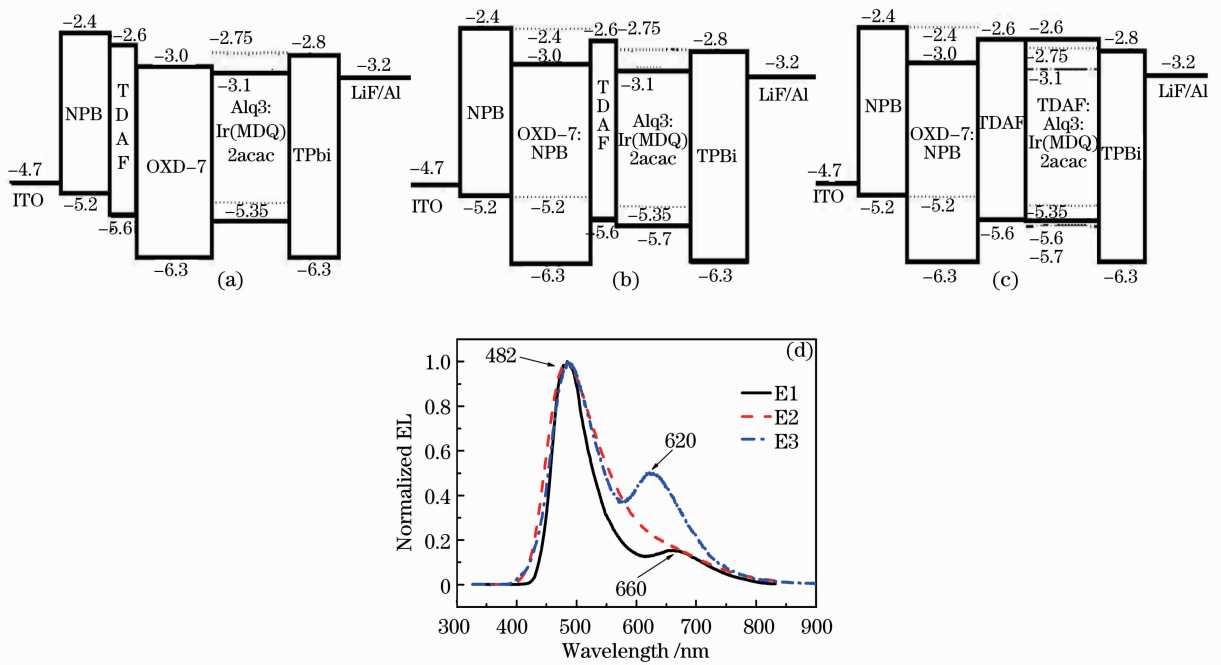 -2.4
-2.6
-3.0
-2.75
-2.8
-3.2
LiF/Al
NPB
T
D
A
F
OXD-7
-3.1
Alq3:
Ir(MDQ)
2acac
TPbi
-4.7
ITO
-5.2
-5.6
-5.35
-6.3
-6.3
(a)
-2.4
-2.4
-3.0
-2.6
-2.75
-2.8
-3.2
LiF/Al
NPB
OXD-7:
NPB
T
D
A
F
-3.1
Alq3:
Ir(MDQ)
2acac
TPBi
-4.7
ITO
-5.2
-5.2
-5.6
-5.35
-5.7
-6.3
-6.3
(b)
-2.4
-2.4
-3.0
-2.6
-2.6
-2.75
-3.1
-2.8
-3.2
LiF/Al
NPB
OXD-7:
NPB
TDAF
TDAF:
Alq3:
Ir(MDQ)
2acac
TPBi
-4.7
ITO
-5.2
-5.2
-5.6
-5.35
-5.6
-5.7
-6.3
-6.3
(c)
(d)
482
620
660
E1
E2
E3
Normalized EL
1.0
0.8
0.6
0.4
0.2
0
300 400 500 600 700 800 900
Wavelength /nm